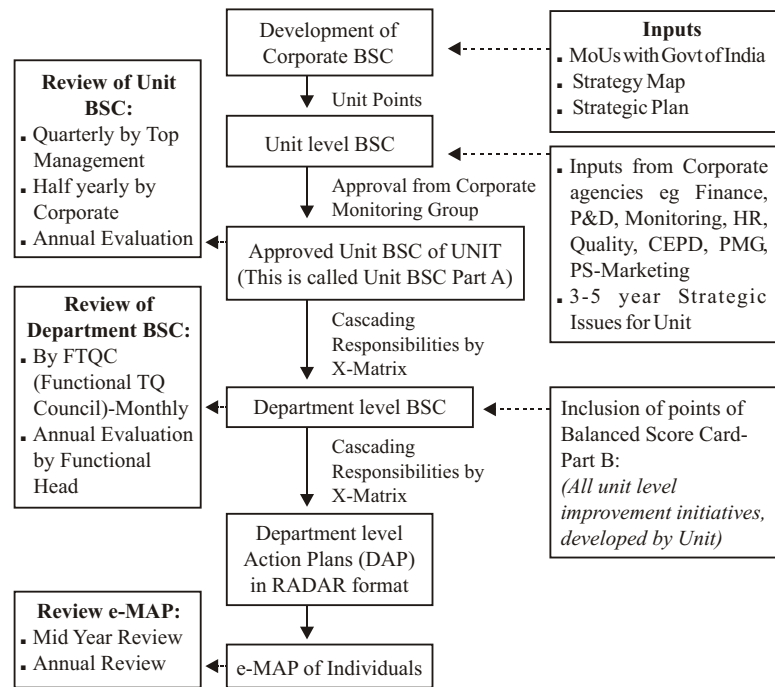 Development of
Corporate BSC
Inputs
▪ MoUs with Govt of India
▪ Strategy Map
▪ Strategic Plan
Review of Unit
BSC:
▪ Quarterly by Top
Management
▪ Half yearly by
Corporate
▪ Annual Evaluation
Unit Points
Unit level BSC
▪ Inputs from Corporate
agencies eg Finance,
P&D, Monitoring, HR,
Quality, CEPD, PMG,
PS-Marketing
▪ 3-5 year Strategic
Issues for Unit
Approval from Corporate
Monitoring Group
Approved Unit BSC of UNIT
(This is called Unit BSC Part A)
Review of
Department BSC:
▪ By FTQC
(Functional TQ
Council)-Monthly
▪ Annual Evaluation
by Functional
Head
Cascading
Responsibilities by
X-Matrix
Department level BSC
Inclusion of points of
Balanced Score Card-
Part B:
(All unit level
improvement initiatives,
developed by Unit)
Cascading
Responsibilities by
X-Matrix
Department level
Action Plans (DAP)
in RADAR format
Review e-MAP:
▪ Mid Year Review
▪ Annual Review
e-MAP of Individuals